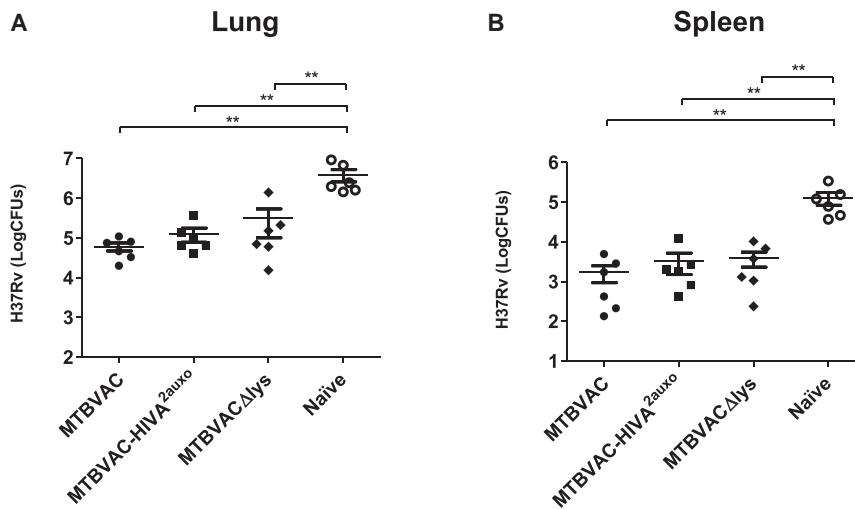 A
Lung
**
**
**
H37Rv (LogCFUs)
7
6
5
4
3
2
MTBVAC
MTBVAC-HIVA2auxo
MTBVACΔlys
Naïve
B
Spleen
**
**
**
H37Rv (LogCFUs)
6
5
4
3
2
1
MTBVAC
MTBVAC-HIVA2auxo
MTBVACΔlys
Naïve